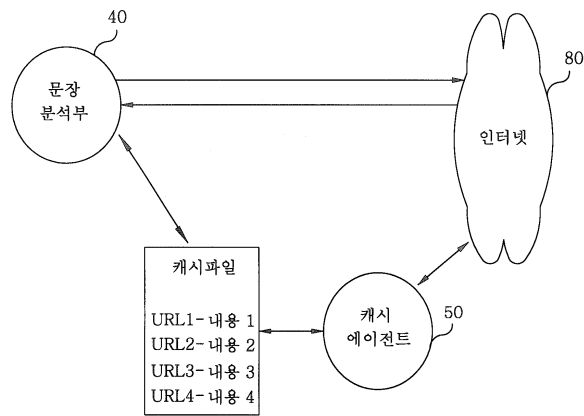 40
문장
분석부
80
인터넷
캐시파일
URL1-내용 1
URL2-내용 2
URL3-내용 3
URL4-내용 4
캐시
에이전트
50